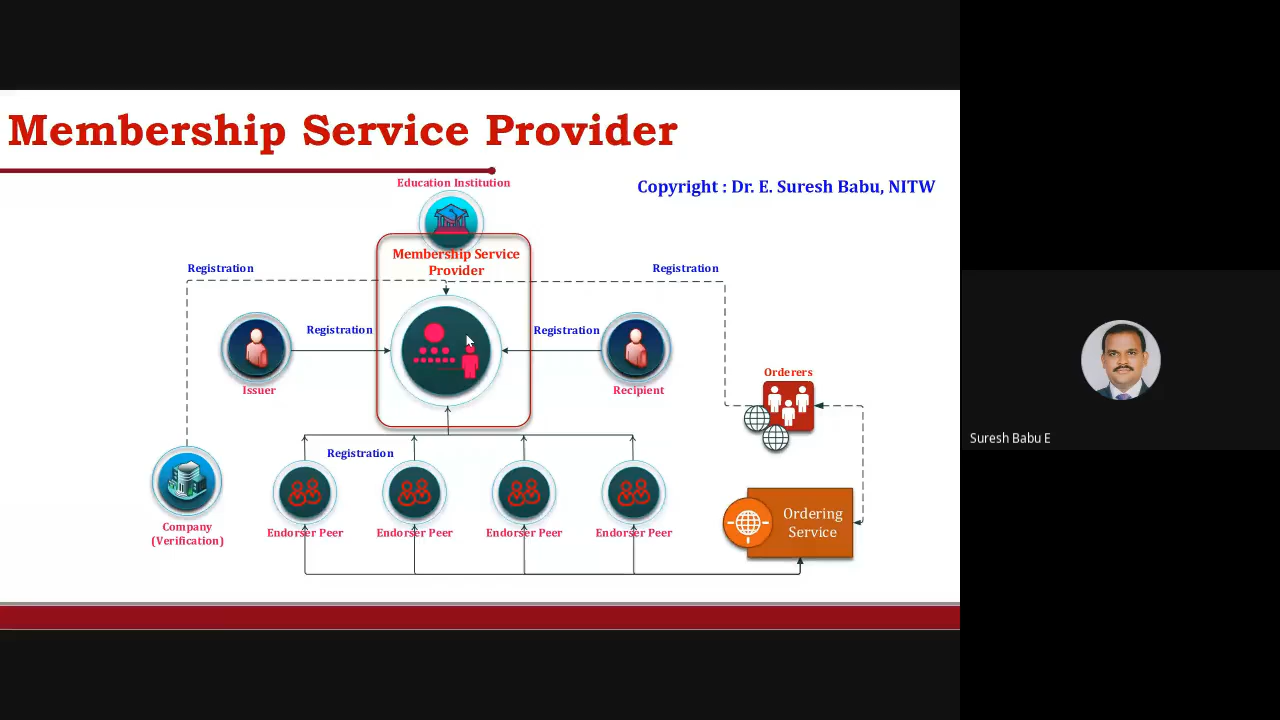 Membership Service Provider
Education Institution
Copyright : Dr. E. Suresh Babu, NITW
Membership Service
Provider
Registration
Registration
Registration
Registration
Issuer
Recipient
Orderers
Registration
Ordering
Service
Company
(Verification)
Endorser Peer
Endorser Peer
Endorser Peer
Endorser Peer
Suresh Babu E